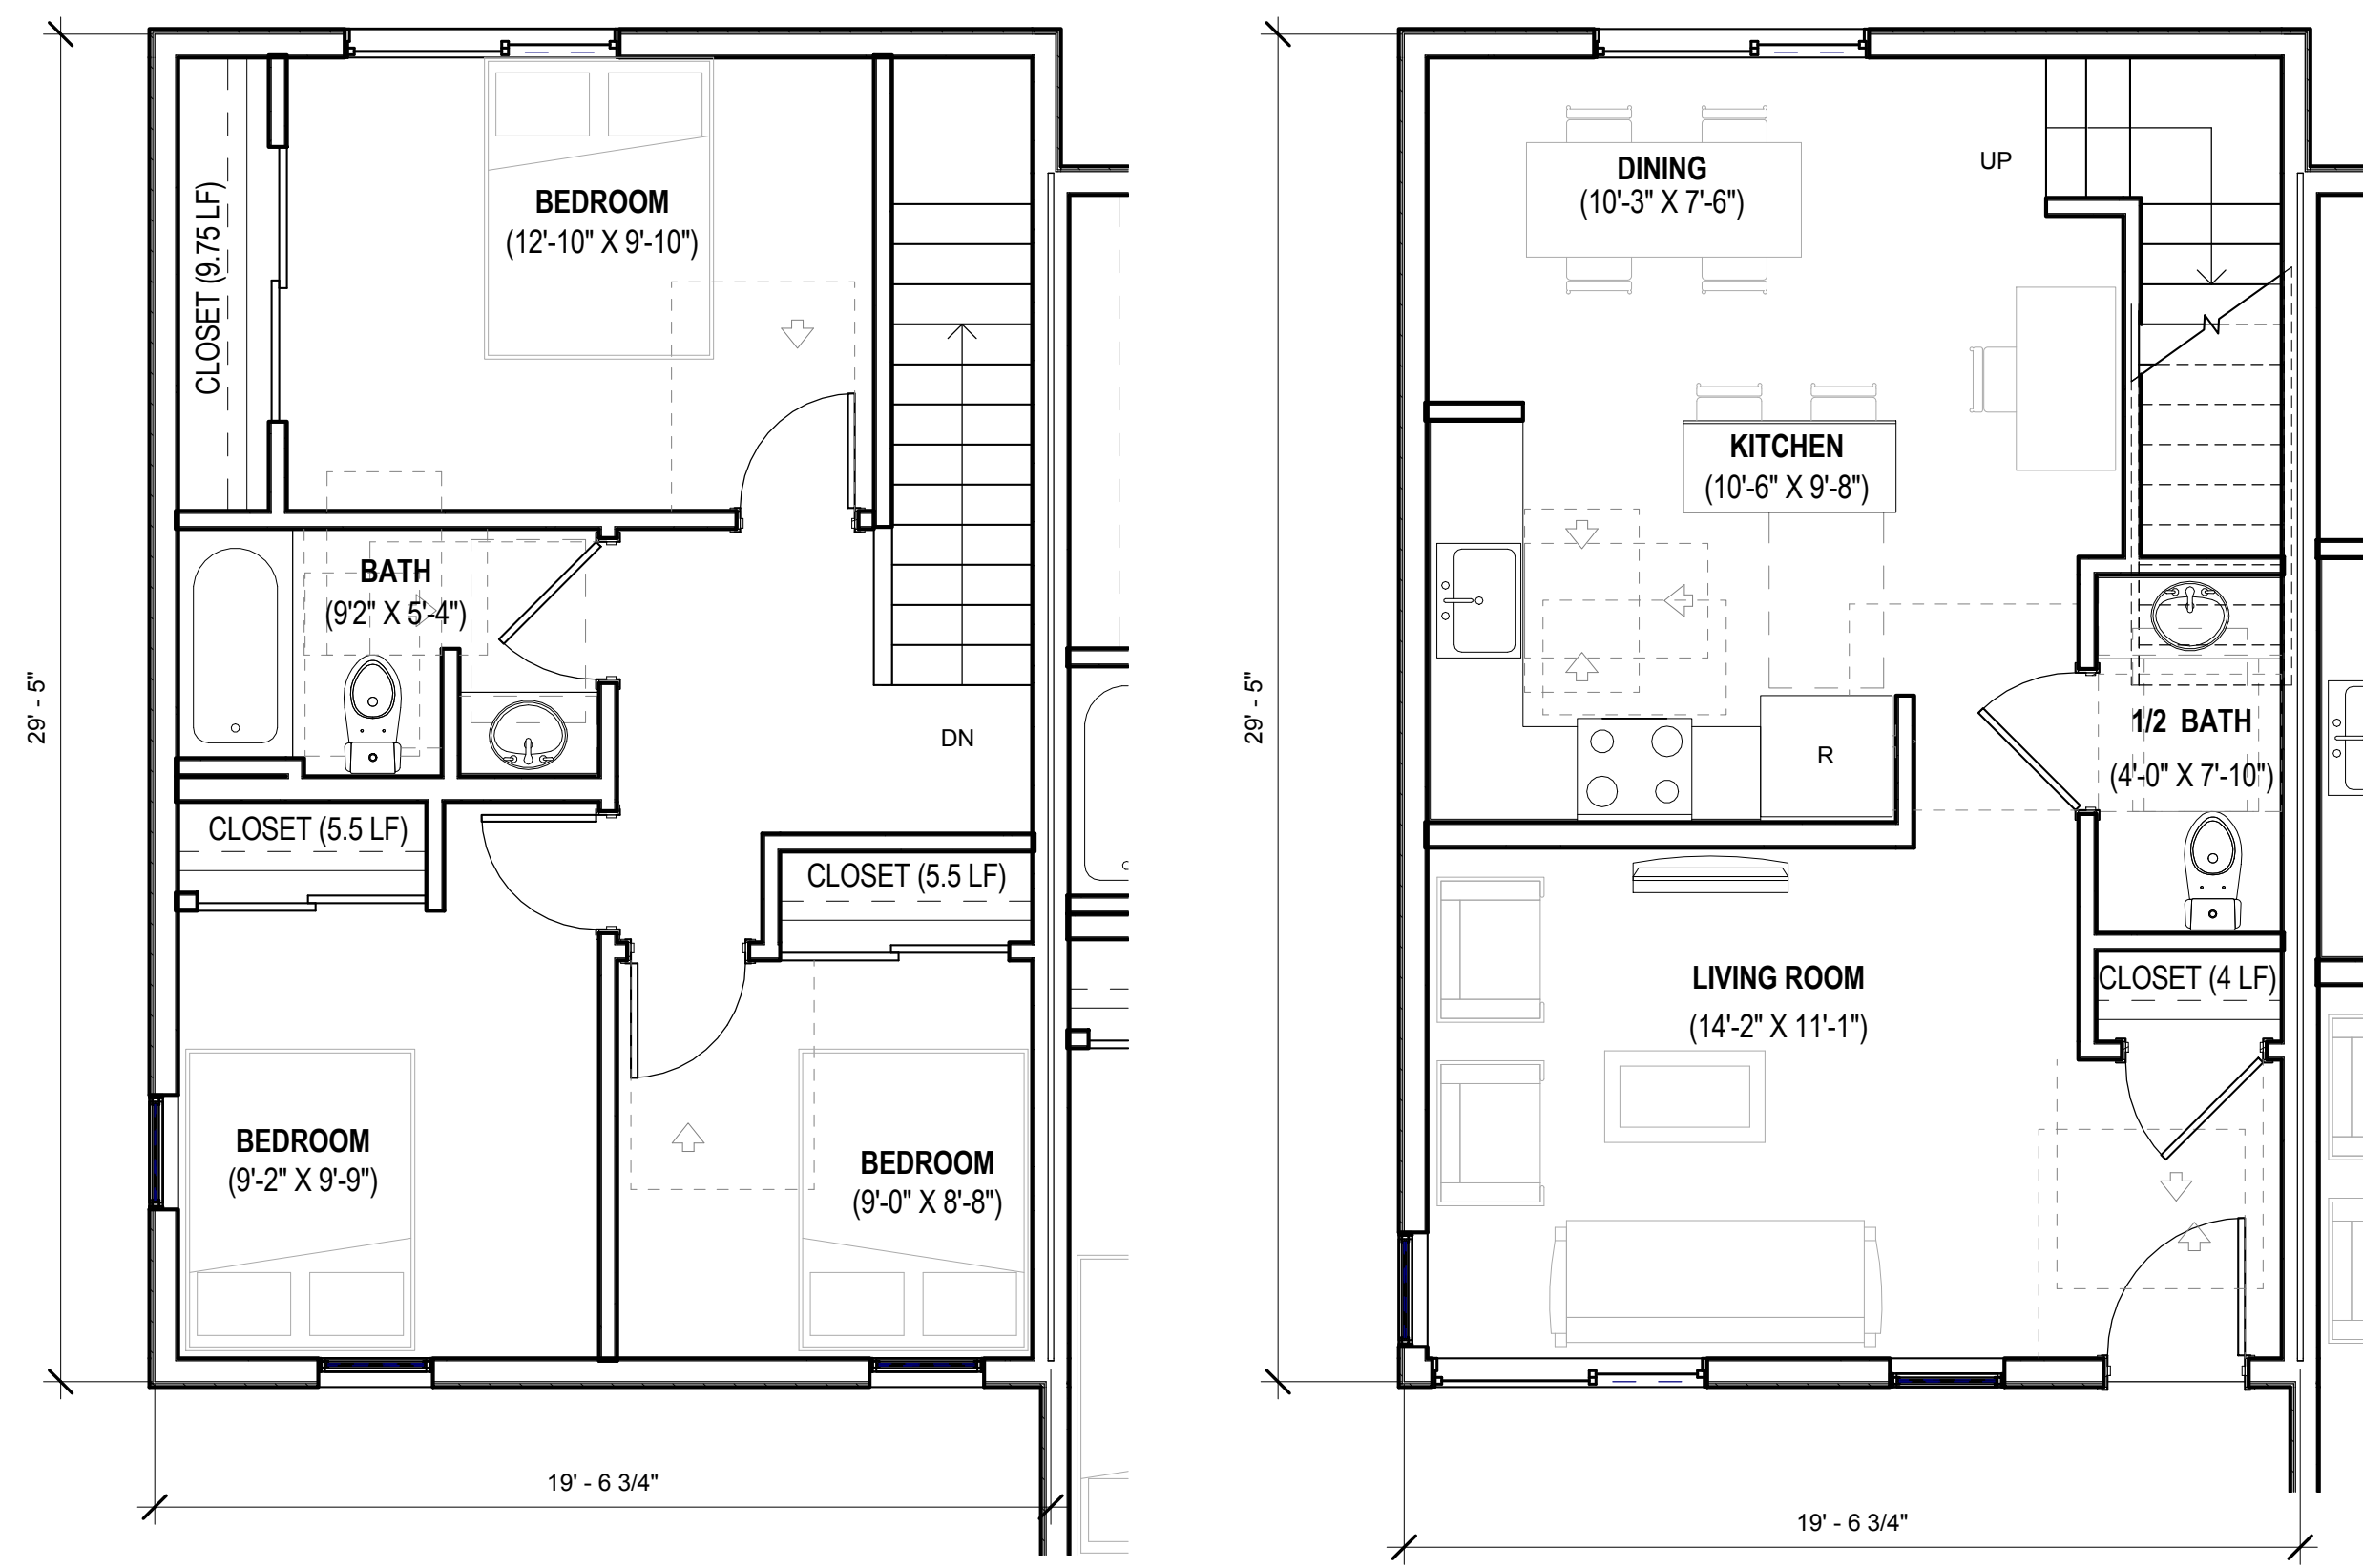 CLOSET (9.75 LF)
BEDROOM
(12'-10" X 9'-10")
BATH
(9'2" X 5'-4")
29' - 5"
DN
CLOSET (5.5 LF)
CLOSET (5.5 LF)
BEDROOM
(9'-2" X 9'-9")
BEDROOM
(9'-0" X 8'-8")
19' - 6 3/4"
DINING
(10'-3" X 7'-6")
UP
KITCHEN
(10'-6" X 9'-8")
29' - 5"
R
1/2 BATH
(4'-0" X 7'-10")
CLOSET (4 LF)
LIVING ROOM
(14'-2" X 11'-1")
19' - 6 3/4"